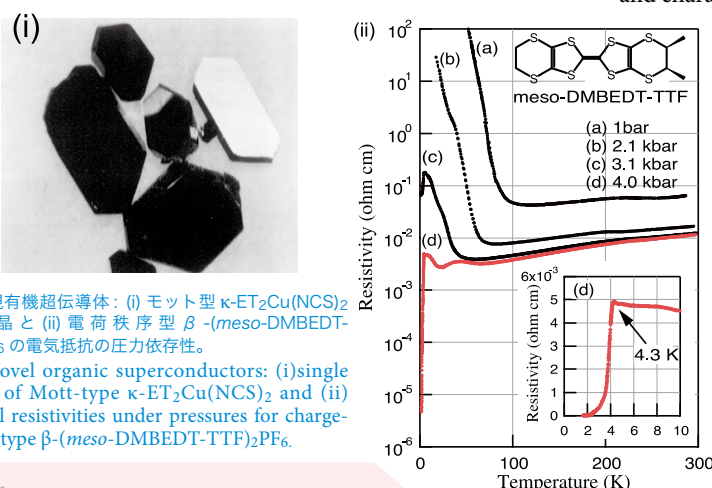 (i)
(ii)
現有機超伝導体: (i) モット型 κ-ET2Cu(NCS)2
晶 と (ii) 電 荷 秩 序 型 β -(meso-DMBEDT-
の電気抵抗の圧力依存性。
ovel organic superconductors: (i)single
of Mott-type κ-ET2Cu(NCS)2 and (ii)
l resistivities under pressures for charge-
type β-(meso-DMBEDT-TTF)2PF6.
Resistivity (ohm cm)
10^2
10^1
10^0
10^-1
10^-2
10^-3
10^-4
10^-5
10^-6
0 100 200 300
Temperature (K)
(a)
(b)
(c)
(d)
S S S S
S S S S
meso-DMBEDT-TTF
(a) 1bar
(b) 2.1 kbar
(c) 3.1 kbar
(d) 4.0 kbar
6x10^-3
5
4
3
2
1
0
Resistivity (ohm cm)
(d)
4.3 K
0 2 4 6 8 10